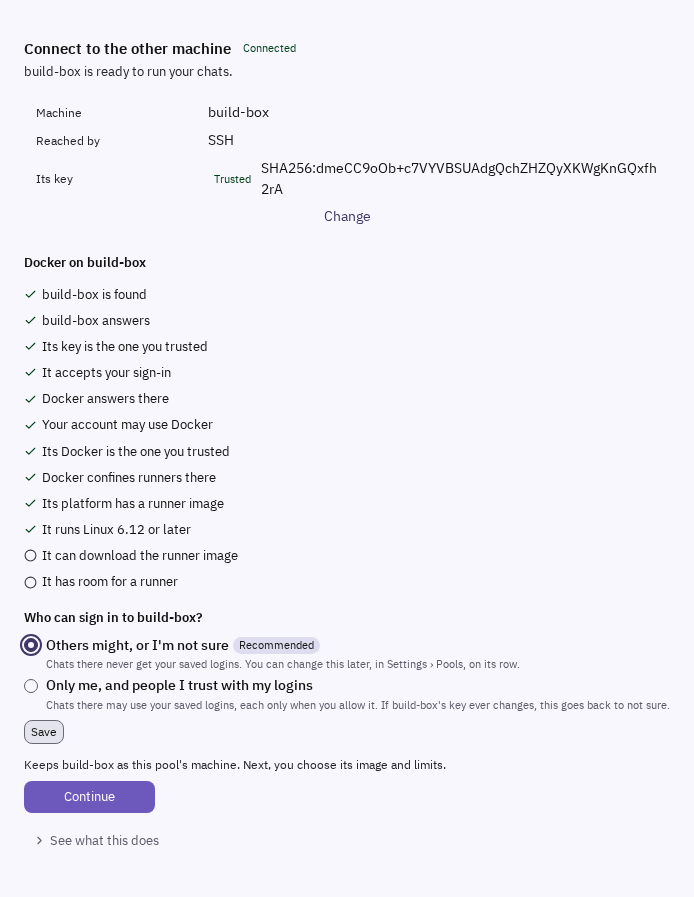 Connect to the other machine Connected
build-box is ready to run your chats.
Machine build-box
Reached by SSH
Its key Trusted SHA256:dmeCC9oOb+c7VYVBSUAdgQchZHZQyXKWgKnGQxfh
2rA
Change
Docker on build-box
build-box is found
build-box answers
Its key is the one you trusted
It accepts your sign-in
Docker answers there
Your account may use Docker
Its Docker is the one you trusted
Docker confines runners there
Its platform has a runner image
It runs Linux 6.12 or later
It can download the runner image
It has room for a runner
Who can sign in to build-box?
Others might, or I'm not sure Recommended
Chats there never get your saved logins. You can change this later, in Settings › Pools, on its row.
Only me, and people I trust with my logins
Chats there may use your saved logins, each only when you allow it. If build-box's key ever changes, this goes back to not sure.
Save
Keeps build-box as this pool's machine. Next, you choose its image and limits.
Continue
See what this does